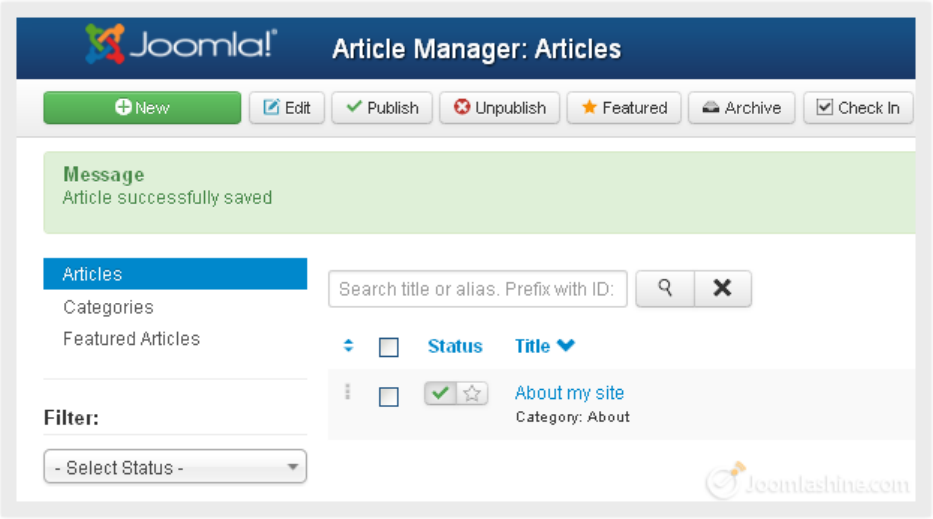 Joomla!
Article Manager: Articles
New
Edit
Publish
Unpublish
Featured
Archive
Check In
Message
Article successfully saved
Articles
Categories
Featured Articles
Search title or alias. Prefix with ID:
Status
Title
About my site
Category: About
Filter:
- Select Status -
Joomlashine.com